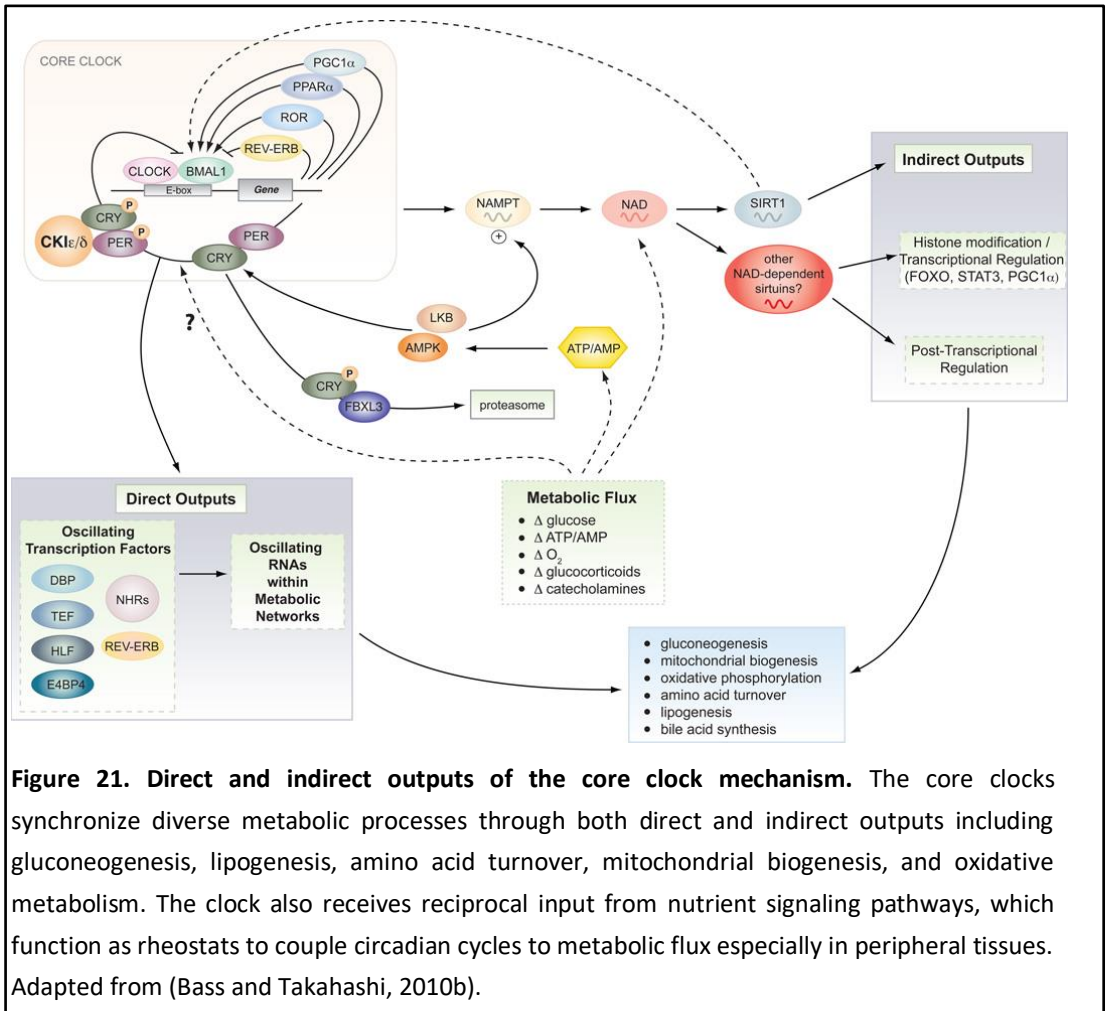 CORE CLOCK
PGC1α
PPARα
ROR
REV-ERB
CLOCK
BMAL1
E-box
Gene
P
CRY
P
CKIε/δ
PER
PER
CRY
NAMPT
+
NAD
SIRT1
other
NAD-dependent
sirtuins?
Indirect Outputs
Histone modification /
Transcriptional Regulation
(FOXO, STAT3, PGC1α)
Post-Transcriptional
Regulation
?
LKB
AMPK
ATP/AMP
P
CRY
FBXL3
proteasome
Direct Outputs
Oscillating
Transcription Factors
DBP
TEF
HLF
E4BP4
NHRs
REV-ERB
Oscillating
RNAs
within
Metabolic
Networks
Metabolic Flux
• Δ glucose
• Δ ATP/AMP
• Δ O₂
• Δ glucocorticoids
• Δ catecholamines
• gluconeogenesis
• mitochondrial biogenesis
• oxidative phosphorylation
• amino acid turnover
• lipogenesis
• bile acid synthesis
Figure 21. Direct and indirect outputs of the core clock mechanism. The core clocks
synchronize diverse metabolic processes through both direct and indirect outputs including
gluconeogenesis, lipogenesis, amino acid turnover, mitochondrial biogenesis, and oxidative
metabolism. The clock also receives reciprocal input from nutrient signaling pathways, which
function as rheostats to couple circadian cycles to metabolic flux especially in peripheral tissues.
Adapted from (Bass and Takahashi, 2010b).